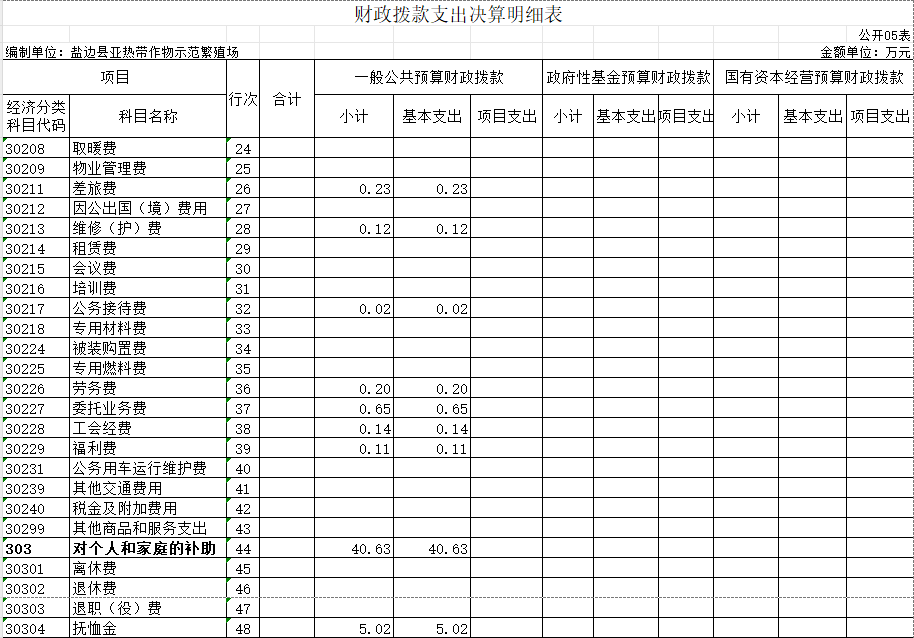 财政拨款支出决算明细表
公开05表
编制单位：盐边县亚热带作物示范繁殖场 金额单位：万元
项目 行次 合计 一般公共预算财政拨款 政府性基金预算财政拨款 国有资本经营预算财政拨款
经济分类科目代码 科目名称 小计 基本支出 项目支出 小计 基本支出 项目支出 小计 基本支出 项目支出
30208 取暖费 24
30209 物业管理费 25
30211 差旅费 26 0.23 0.23
30212 因公出国（境）费用 27
30213 维修（护）费 28 0.12 0.12
30214 租赁费 29
30215 会议费 30
30216 培训费 31
30217 公务接待费 32 0.02 0.02
30218 专用材料费 33
30224 被装购置费 34
30225 专用燃料费 35
30226 劳务费 36 0.20 0.20
30227 委托业务费 37 0.65 0.65
30228 工会经费 38 0.14 0.14
30229 福利费 39 0.11 0.11
30231 公务用车运行维护费 40
30239 其他交通费用 41
30240 税金及附加费用 42
30299 其他商品和服务支出 43
303 对个人和家庭的补助 44 40.63 40.63
30301 离休费 45
30302 退休费 46
30303 退职（役）费 47
30304 抚恤金 48 5.02 5.02